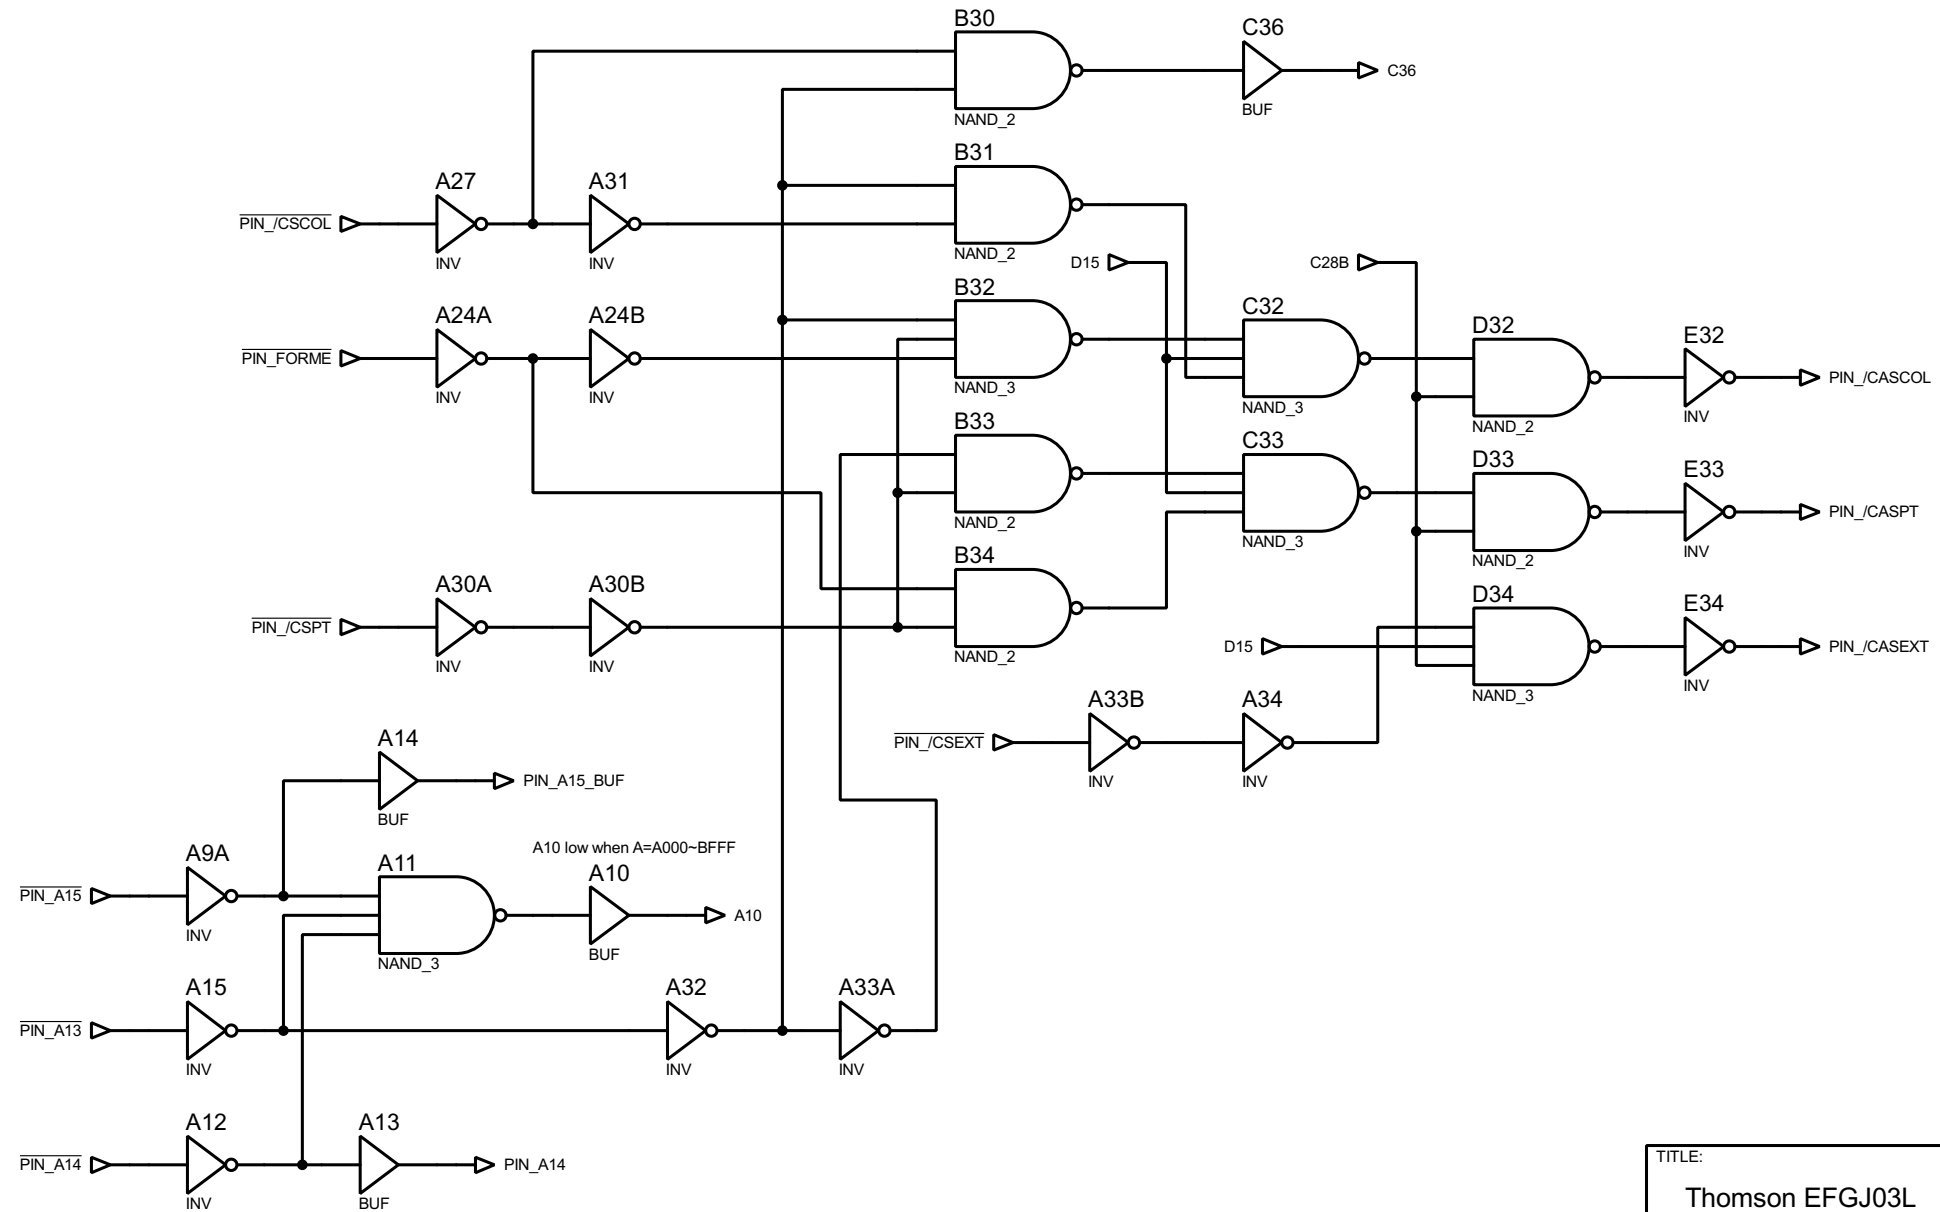 B30
C36
C36
NAND_2
BUF
B31
A27
A31
PIN_/CSCOL
INV
INV
NAND_2
D15
C28B
B32
C32
A24A
A24B
D32
E32
PIN_FORME
PIN_/CASCOL
INV
INV
NAND_3
NAND_3
INV
NAND_2
B33
C33
D33
E33
PIN_/CASPT
NAND_2
NAND_3
INV
NAND_2
B34
A30A
A30B
D34
E34
PIN_/CSPT
D15
PIN_/CASEXT
INV
INV
NAND_2
INV
NAND_3
A33B
A34
PIN_/CSEXT
INV
INV
A14
PIN_A15_BUF
BUF
A10 low when A=A000~BFFF
A9A
A11
A10
PIN_A15
A10
INV
NAND_3
BUF
A15
A32
A33A
PIN_A13
INV
INV
INV
A12
A13
PIN_A14
PIN_A14
INV
BUF
TITLE:
Thomson EFGJ03L